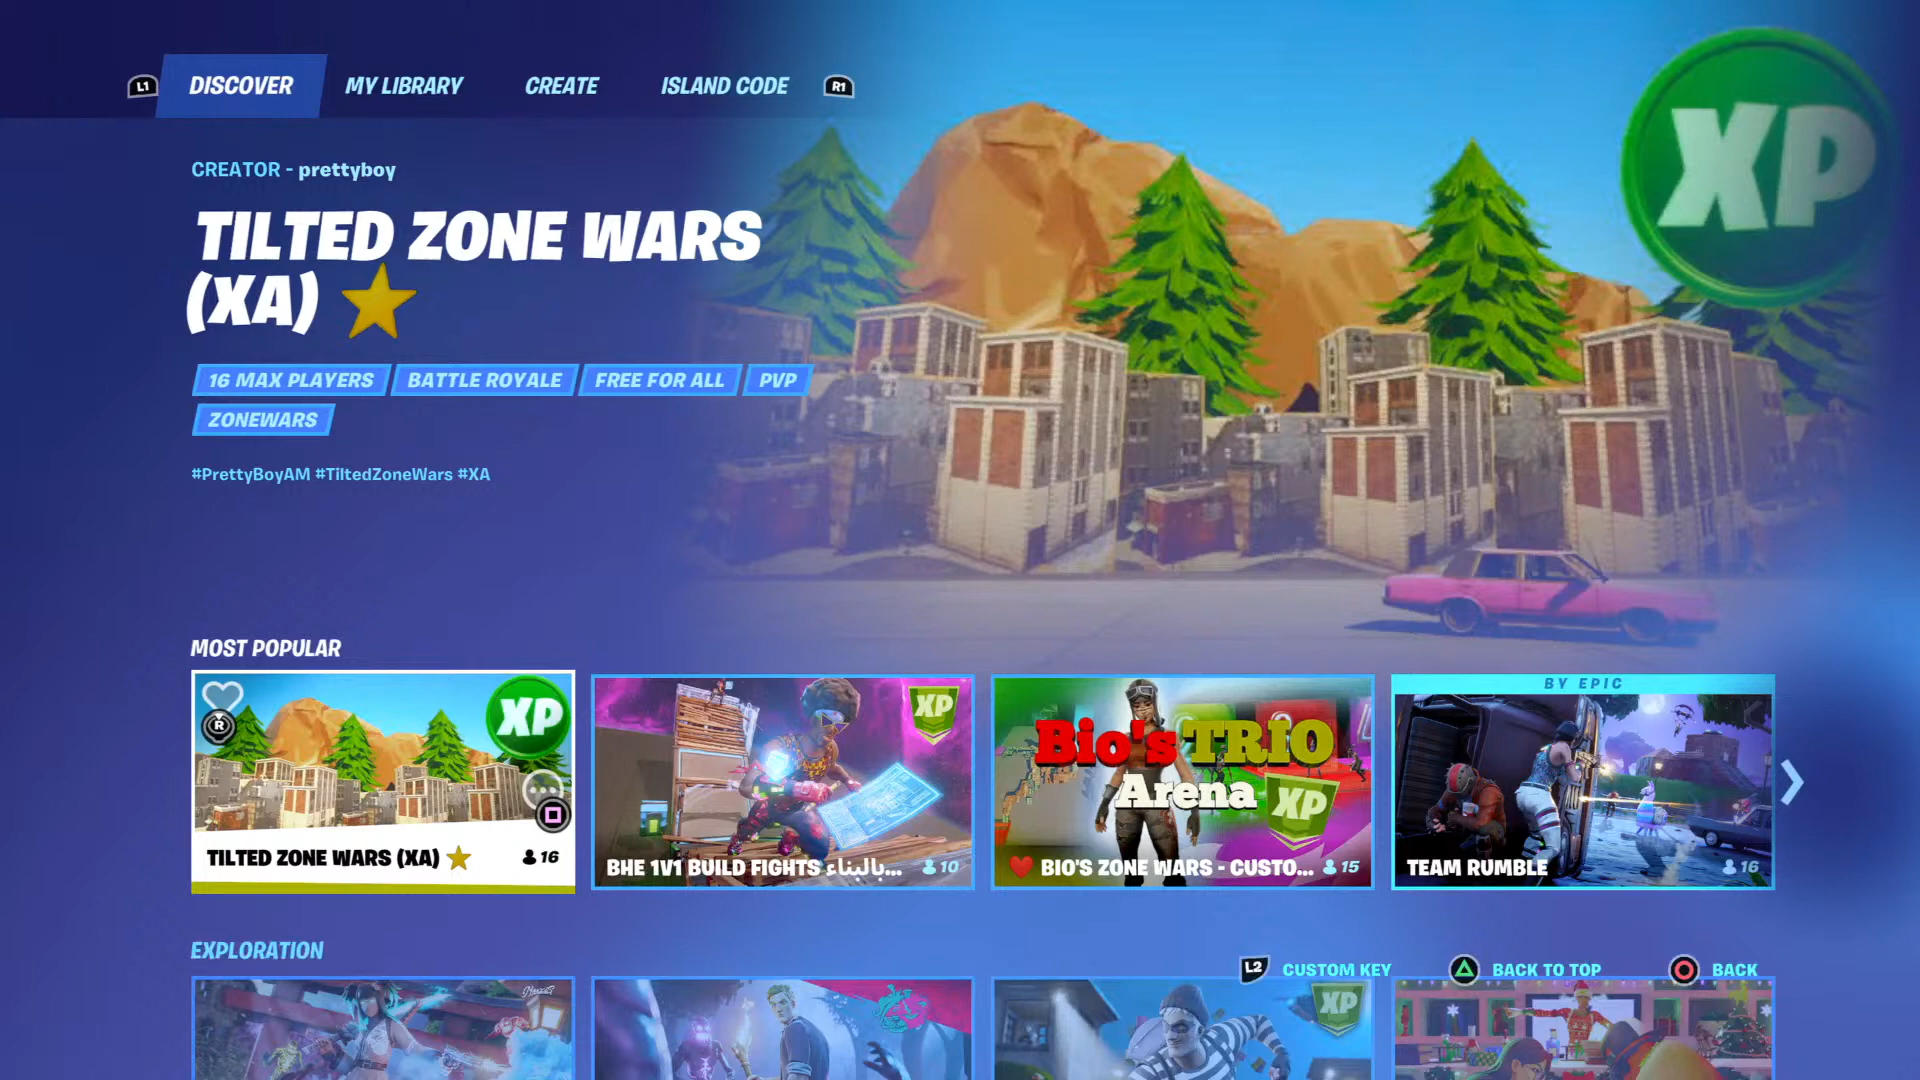 L1 DISCOVER MY LIBRARY CREATE ISLAND CODE R1
XP
CREATOR - prettyboy
TILTED ZONE WARS
(XA)
16 MAX PLAYERS BATTLE ROYALE FREE FOR ALL PVP
ZONEWARS
#PrettyBoyAM #TiltedZoneWars #XA
MOST POPULAR
R
XP
TILTED ZONE WARS (XA) 16
XP
BHE 1V1 BUILD FIGHTS بالبناء... 10
Bio's TRIO
Arena
XP
BIO'S ZONE WARS - CUSTO... 15
BY EPIC
TEAM RUMBLE 16
EXPLORATION
L2 CUSTOM KEY BACK TO TOP BACK
XP